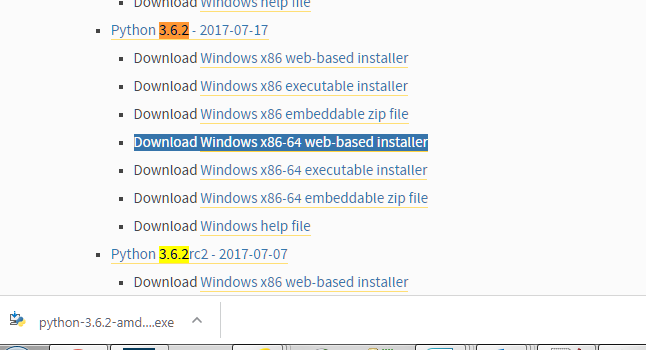 Download Windows help file
Python 3.6.2 - 2017-07-17
Download Windows x86 web-based installer
Download Windows x86 executable installer
Download Windows x86 embeddable zip file
Download Windows x86-64 web-based installer
Download Windows x86-64 executable installer
Download Windows x86-64 embeddable zip file
Download Windows help file
Python 3.6.2rc2 - 2017-07-07
Download Windows x86 web-based installer
python-3.6.2-amd....exe